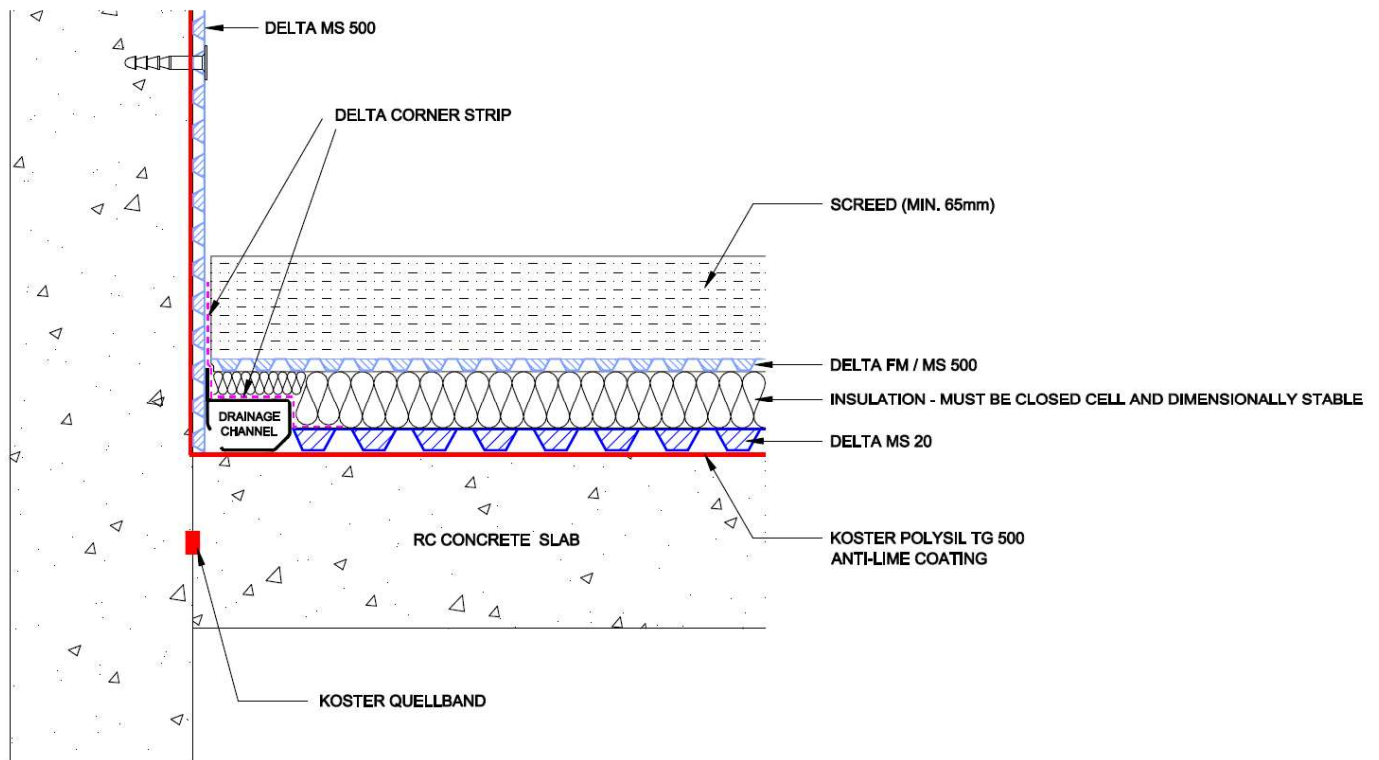 DELTA MS 500
DELTA CORNER STRIP
SCREED (MIN. 65mm)
DELTA FM / MS 500
INSULATION - MUST BE CLOSED CELL AND DIMENSIONALLY STABLE
DRAINAGE
CHANNEL
DELTA MS 20
RC CONCRETE SLAB
KOSTER POLYSIL TG 500
ANTI-LIME COATING
KOSTER QUELLBAND